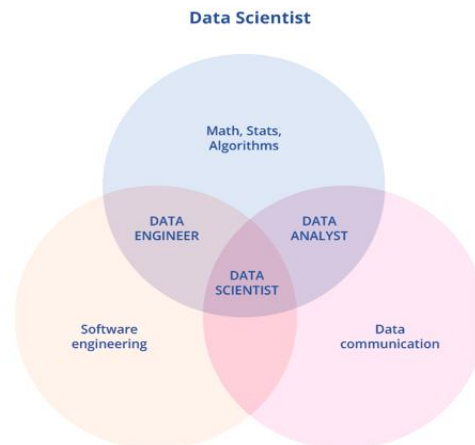 Data Scientist
Math, Stats,
Algorithms
DATA
ENGINEER
DATA
ANALYST
DATA
SCIENTIST
Software
engineering
Data
communication